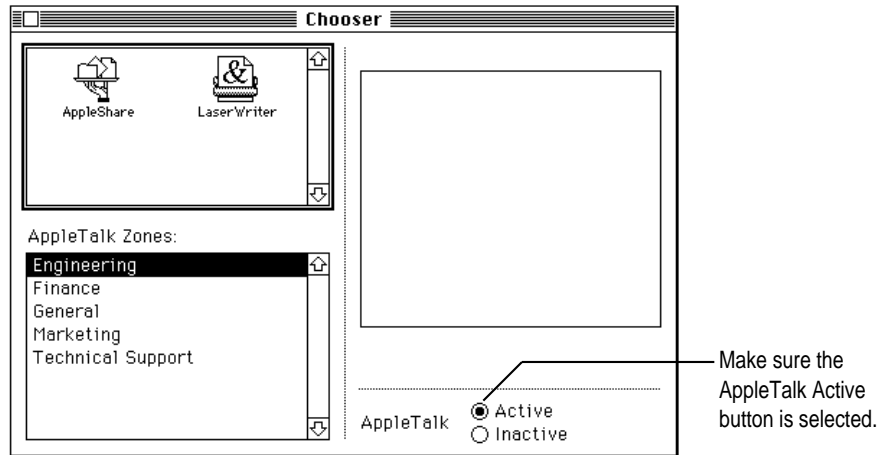 Chooser
AppleShare
LaserWriter
AppleTalk Zones:
Engineering
Finance
General
Marketing
Technical Support
AppleTalk
Active
Inactive
Make sure the
AppleTalk Active
button is selected.